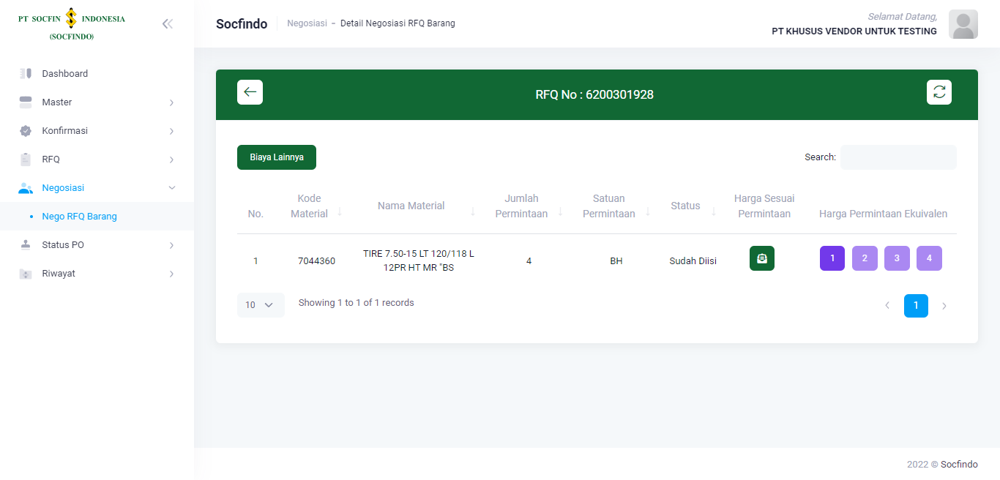 PT SOCFIN INDONESIA
(SOCFINDO)
Socfindo
Negosiasi - Detail Negosiasi RFQ Barang
Selamat Datang,
PT KHUSUS VENDOR UNTUK TESTING
Dashboard
Master
Konfirmasi
RFQ
Negosiasi
Nego RFQ Barang
Status PO
Riwayat
RFQ No : 6200301928
Biaya Lainnya
Search:
No.
Kode
Material
Nama Material
Jumlah
Permintaan
Satuan
Permintaan
Status
Harga Sesuai
Permintaan
Harga Permintaan Ekuivalen
1
7044360
TIRE 7.50-15 LT 120/118 L
12PR HT MR "BS
4
BH
Sudah Diisi
1 2 3 4
10
Showing 1 to 1 of 1 records
1
2022 © Socfindo